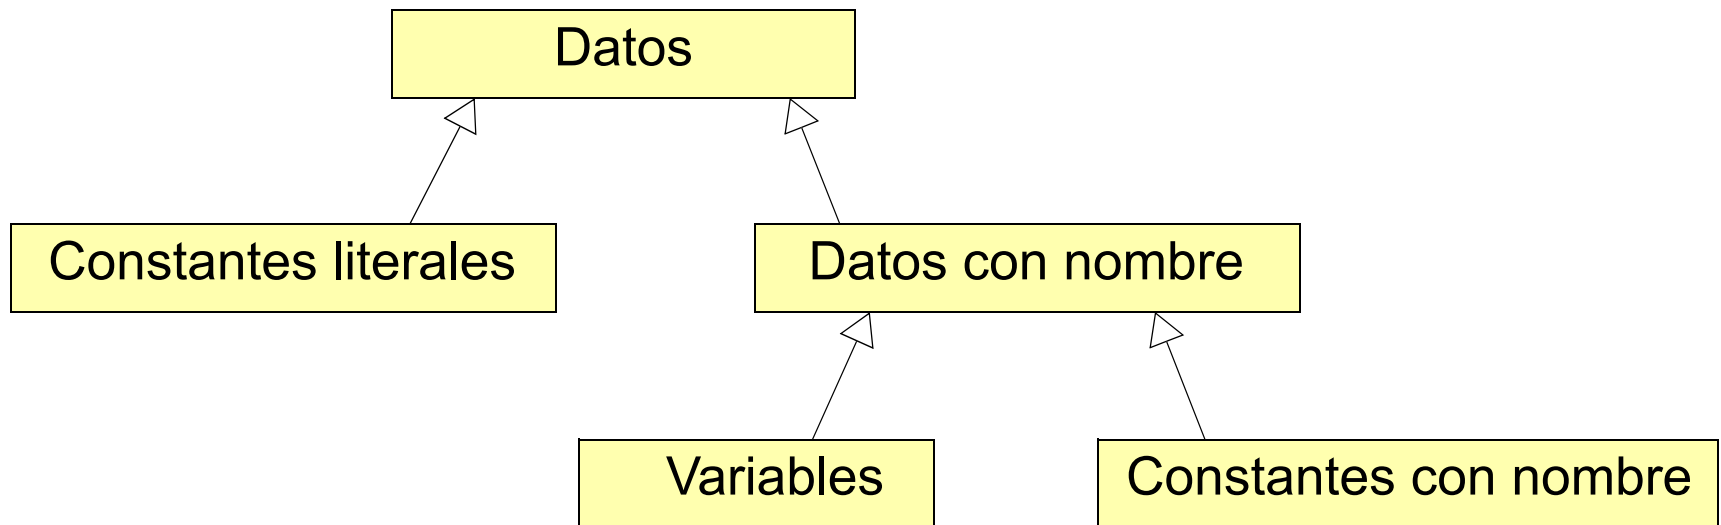 Datos
Constantes literales
Datos con nombre
Variables
Constantes con nombre